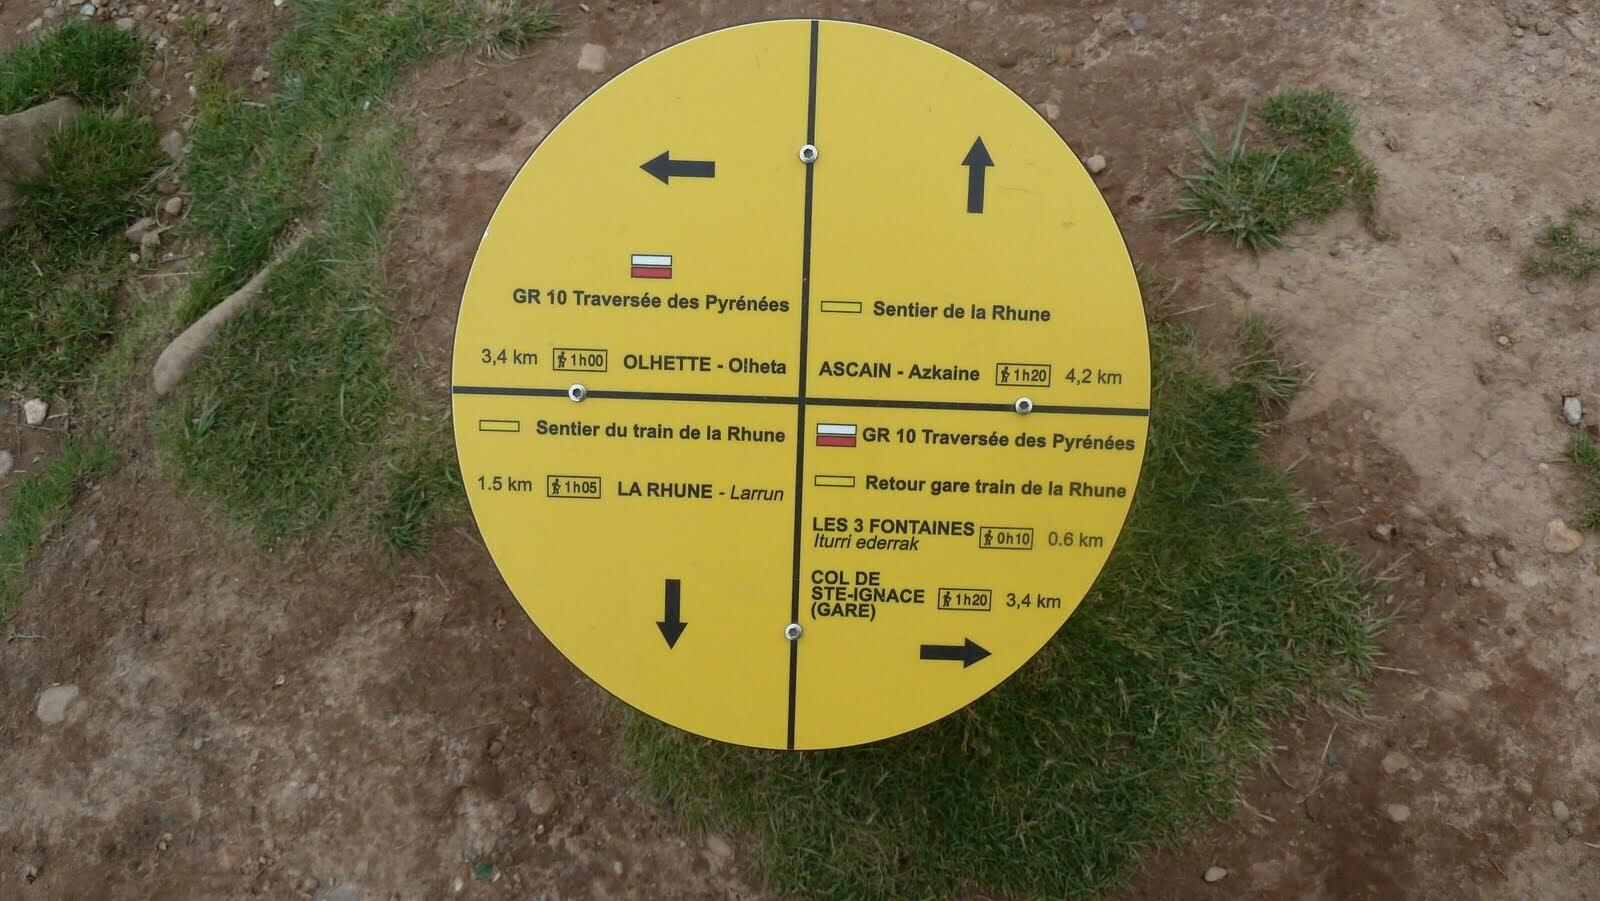 GR 10 Traversée des Pyrénées
3,4 km 1h00 OLHETTE - Olheta
Sentier de la Rhune
ASCAIN - Azkaine 1h20 4,2 km
Sentier du train de la Rhune
1.5 km 1h05 LA RHUNE - Larrun
GR 10 Traversée des Pyrénées
Retour gare train de la Rhune
LES 3 FONTAINES 0h10 0.6 km
Iturri ederrak
COL DE
STE-IGNACE 1h20 3,4 km
(GARE)